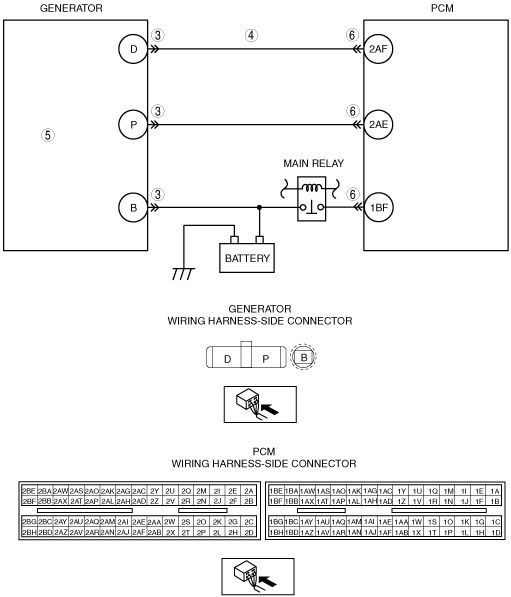 GENERATOR PCM
D 3 4 6 2AF
P 3 6 2AE
5
MAIN RELAY
B 3 6 1BF
BATTERY
GENERATOR
WIRING HARNESS-SIDE CONNECTOR
D P B
PCM
WIRING HARNESS-SIDE CONNECTOR
2BE 2BA 2AW 2AS 2AO 2AK 2AG 2AC 2Y 2U 2Q 2M 2I 2E 2A 1BE 1BA 1AW 1AS 1AO 1AK 1AG 1AC 1Y 1U 1Q 1M 1I 1E 1A
2BF 2BB 2AX 2AT 2AP 2AL 2AH 2AD 2Z 2V 2R 2N 2J 2F 2B 1BF 1BB 1AX 1AT 1AP 1AL 1AH 1AD 1Z 1V 1R 1N 1J 1F 1B
2BG 2BC 2AY 2AU 2AQ 2AM 2AI 2AE 2AA 2W 2S 2O 2K 2G 2C 1BG 1BC 1AY 1AU 1AQ 1AM 1AI 1AE 1AA 1W 1S 1O 1K 1G 1C
2BH 2BD 2AZ 2AV 2AR 2AN 2AJ 2AF 2AB 2X 2T 2P 2L 2H 2D 1BH 1BD 1AZ 1AV 1AR 1AN 1AJ 1AF 1AB 1X 1T 1P 1L 1H 1D